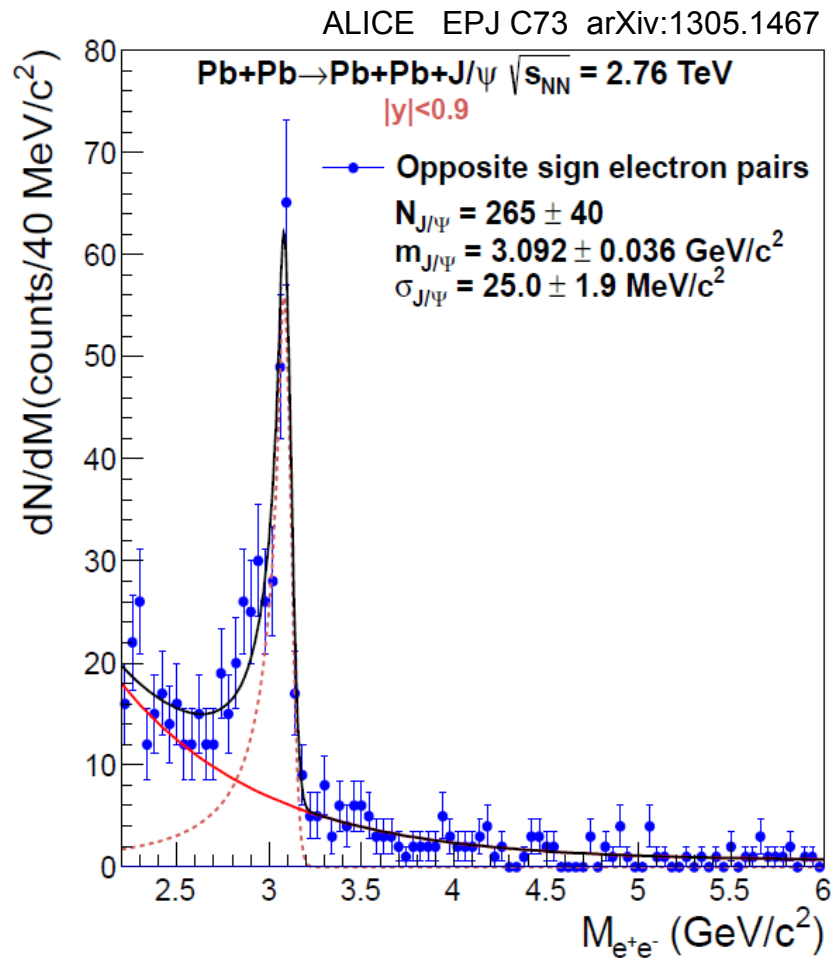 ALICE EPJ C73 arXiv:1305.1467
Pb+Pb→Pb+Pb+J/ψ √sNN = 2.76 TeV
|y|<0.9
Opposite sign electron pairs
NJ/Ψ = 265 ± 40
mJ/Ψ = 3.092 ± 0.036 GeV/c²
σJ/Ψ = 25.0 ± 1.9 MeV/c²
dN/dM(counts/40 MeV/c²)
80
70
60
50
40
30
20
10
0
2.5 3 3.5 4 4.5 5 5.5 6
Me⁺e⁻ (GeV/c²)